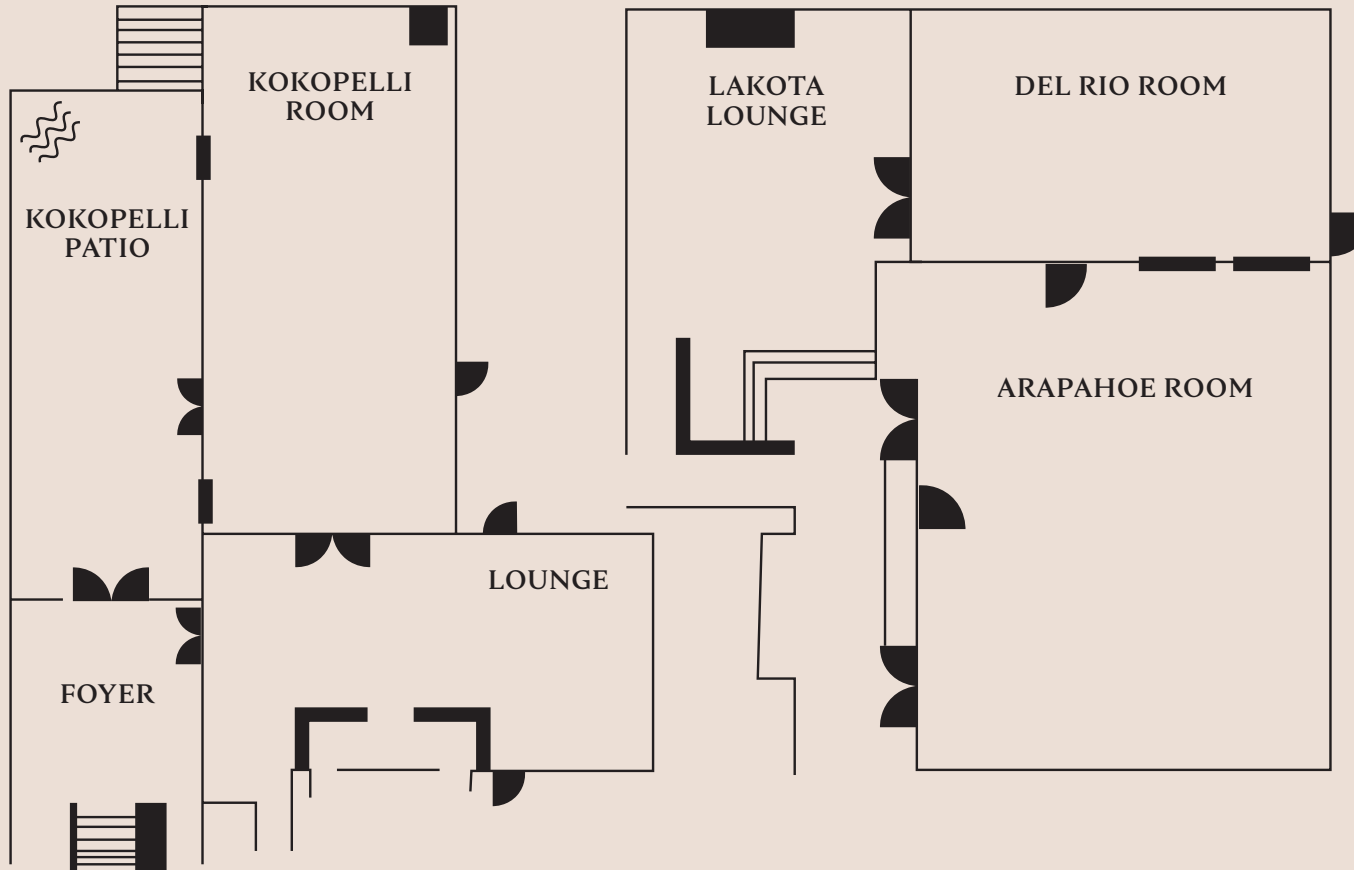 KOKOPELLI
ROOM
LAKOTA
LOUNGE
DEL RIO ROOM
KOKOPELLI
PATIO
ARAPAHOE ROOM
LOUNGE
FOYER